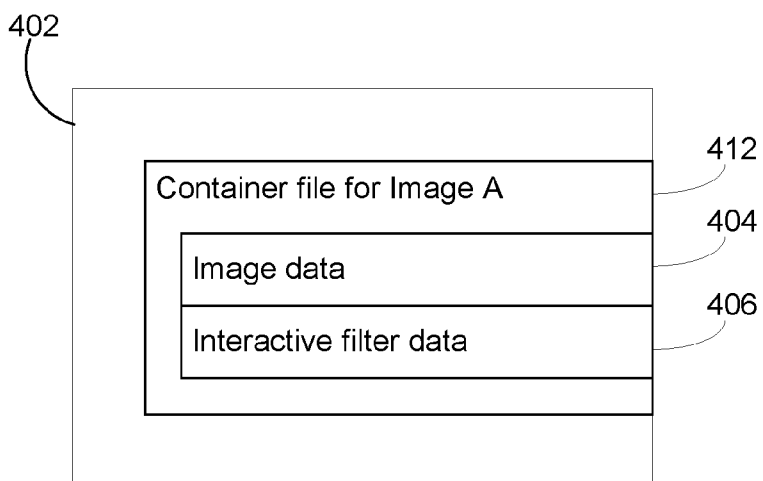 402
412
Container file for Image A
404
Image data
406
Interactive filter data